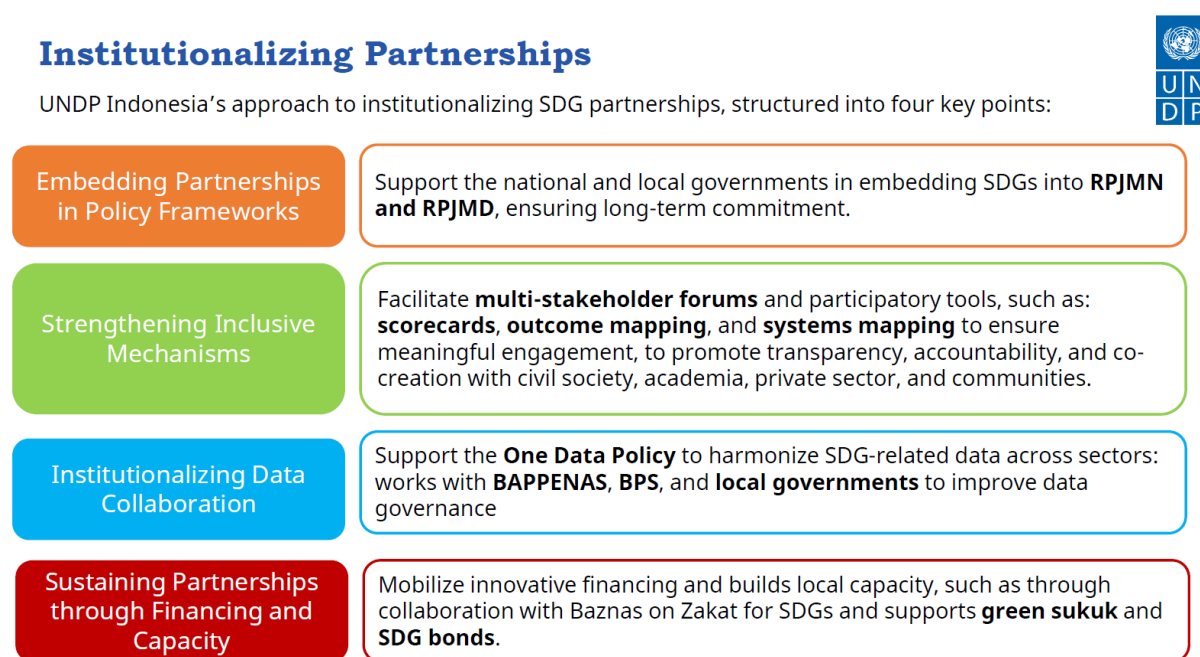 Institutionalizing Partnerships
UNDP Indonesia’s approach to institutionalizing SDG partnerships, structured into four key points:
U N
D P
Embedding Partnerships
in Policy Frameworks
Support the national and local governments in embedding SDGs into RPJMN
and RPJMD, ensuring long-term commitment.
Strengthening Inclusive
Mechanisms
Facilitate multi-stakeholder forums and participatory tools, such as:
scorecards, outcome mapping, and systems mapping to ensure
meaningful engagement, to promote transparency, accountability, and co-
creation with civil society, academia, private sector, and communities.
Institutionalizing Data
Collaboration
Support the One Data Policy to harmonize SDG-related data across sectors:
works with BAPPENAS, BPS, and local governments to improve data
governance
Sustaining Partnerships
through Financing and
Capacity
Mobilize innovative financing and builds local capacity, such as through
collaboration with Baznas on Zakat for SDGs and supports green sukuk and
SDG bonds.